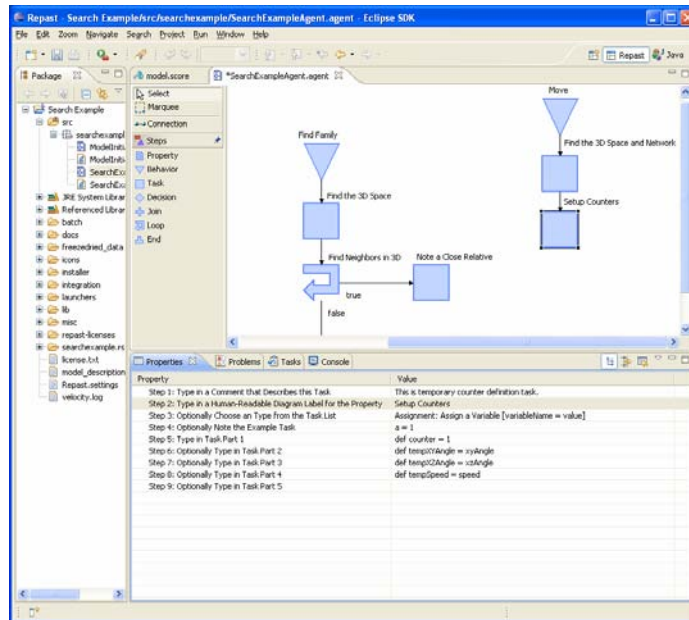 Repast - Search Example/src/searchexample/SearchExampleAgent.agent - Eclipse SDK
File Edit Zoom Navigate Search Project Run Window Help
Repast Java
Package
model.score
*SearchExampleAgent.agent
Search Example
src
searchexampl
ModelIniti
ModelIniti
SearchExa
SearchExa
JRE System Librar
Referenced Librar
batch
docs
freezedried_data
icons
installer
integration
launchers
lib
misc
repast-licenses
searchexample.rs
license.txt
model_description
Repast.settings
velocity.log
Select
Marquee
Connection
Steps
Property
Behavior
Task
Decision
Join
Loop
End
Find Family
Find the 3D Space
Find Neighbors in 3D
true
false
Note a Close Relative
Move
Find the 3D Space and Network
Setup Counters
Properties Problems Tasks Console
Property Value
Step 1: Type in a Comment that Describes this Task This is temporary counter definition task.
Step 2: Type in a Human-Readable Diagram Label for the Property Setup Counters
Step 3: Optionally Choose an Type from the Task List Assignment: Assign a Variable [variableName = value]
Step 4: Optionally Note the Example Task a = 1
Step 5: Type in Task Part 1 def counter = 1
Step 6: Optionally Type in Task Part 2 def tempXYAngle = xyAngle
Step 7: Optionally Type in Task Part 3 def tempXZAngle = xzAngle
Step 8: Optionally Type in Task Part 4 def tempSpeed = speed
Step 9: Optionally Type in Task Part 5